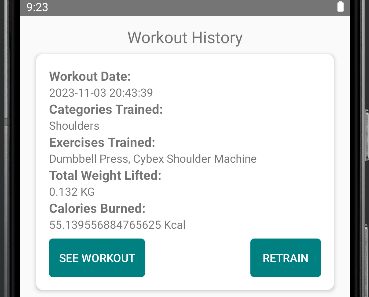 9:23
Workout History
Workout Date:
2023-11-03 20:43:39
Categories Trained:
Shoulders
Exercises Trained:
Dumbbell Press, Cybex Shoulder Machine
Total Weight Lifted:
0.132 KG
Calories Burned:
55.139556884765625 Kcal
SEE WORKOUT RETRAIN